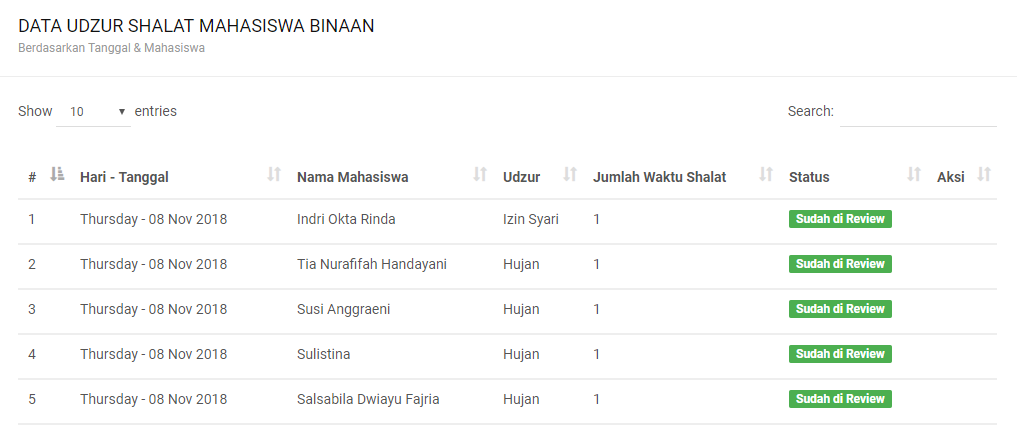 DATA UDZUR SHALAT MAHASISWA BINAAN
Berdasarkan Tanggal & Mahasiswa
Show 10 entries Search:
# Hari - Tanggal Nama Mahasiswa Udzur Jumlah Waktu Shalat Status Aksi
1 Thursday - 08 Nov 2018 Indri Okta Rinda Izin Syari 1 Sudah di Review
2 Thursday - 08 Nov 2018 Tia Nurafifah Handayani Hujan 1 Sudah di Review
3 Thursday - 08 Nov 2018 Susi Anggraeni Hujan 1 Sudah di Review
4 Thursday - 08 Nov 2018 Sulistina Hujan 1 Sudah di Review
5 Thursday - 08 Nov 2018 Salsabila Dwiayu Fajria Hujan 1 Sudah di Review